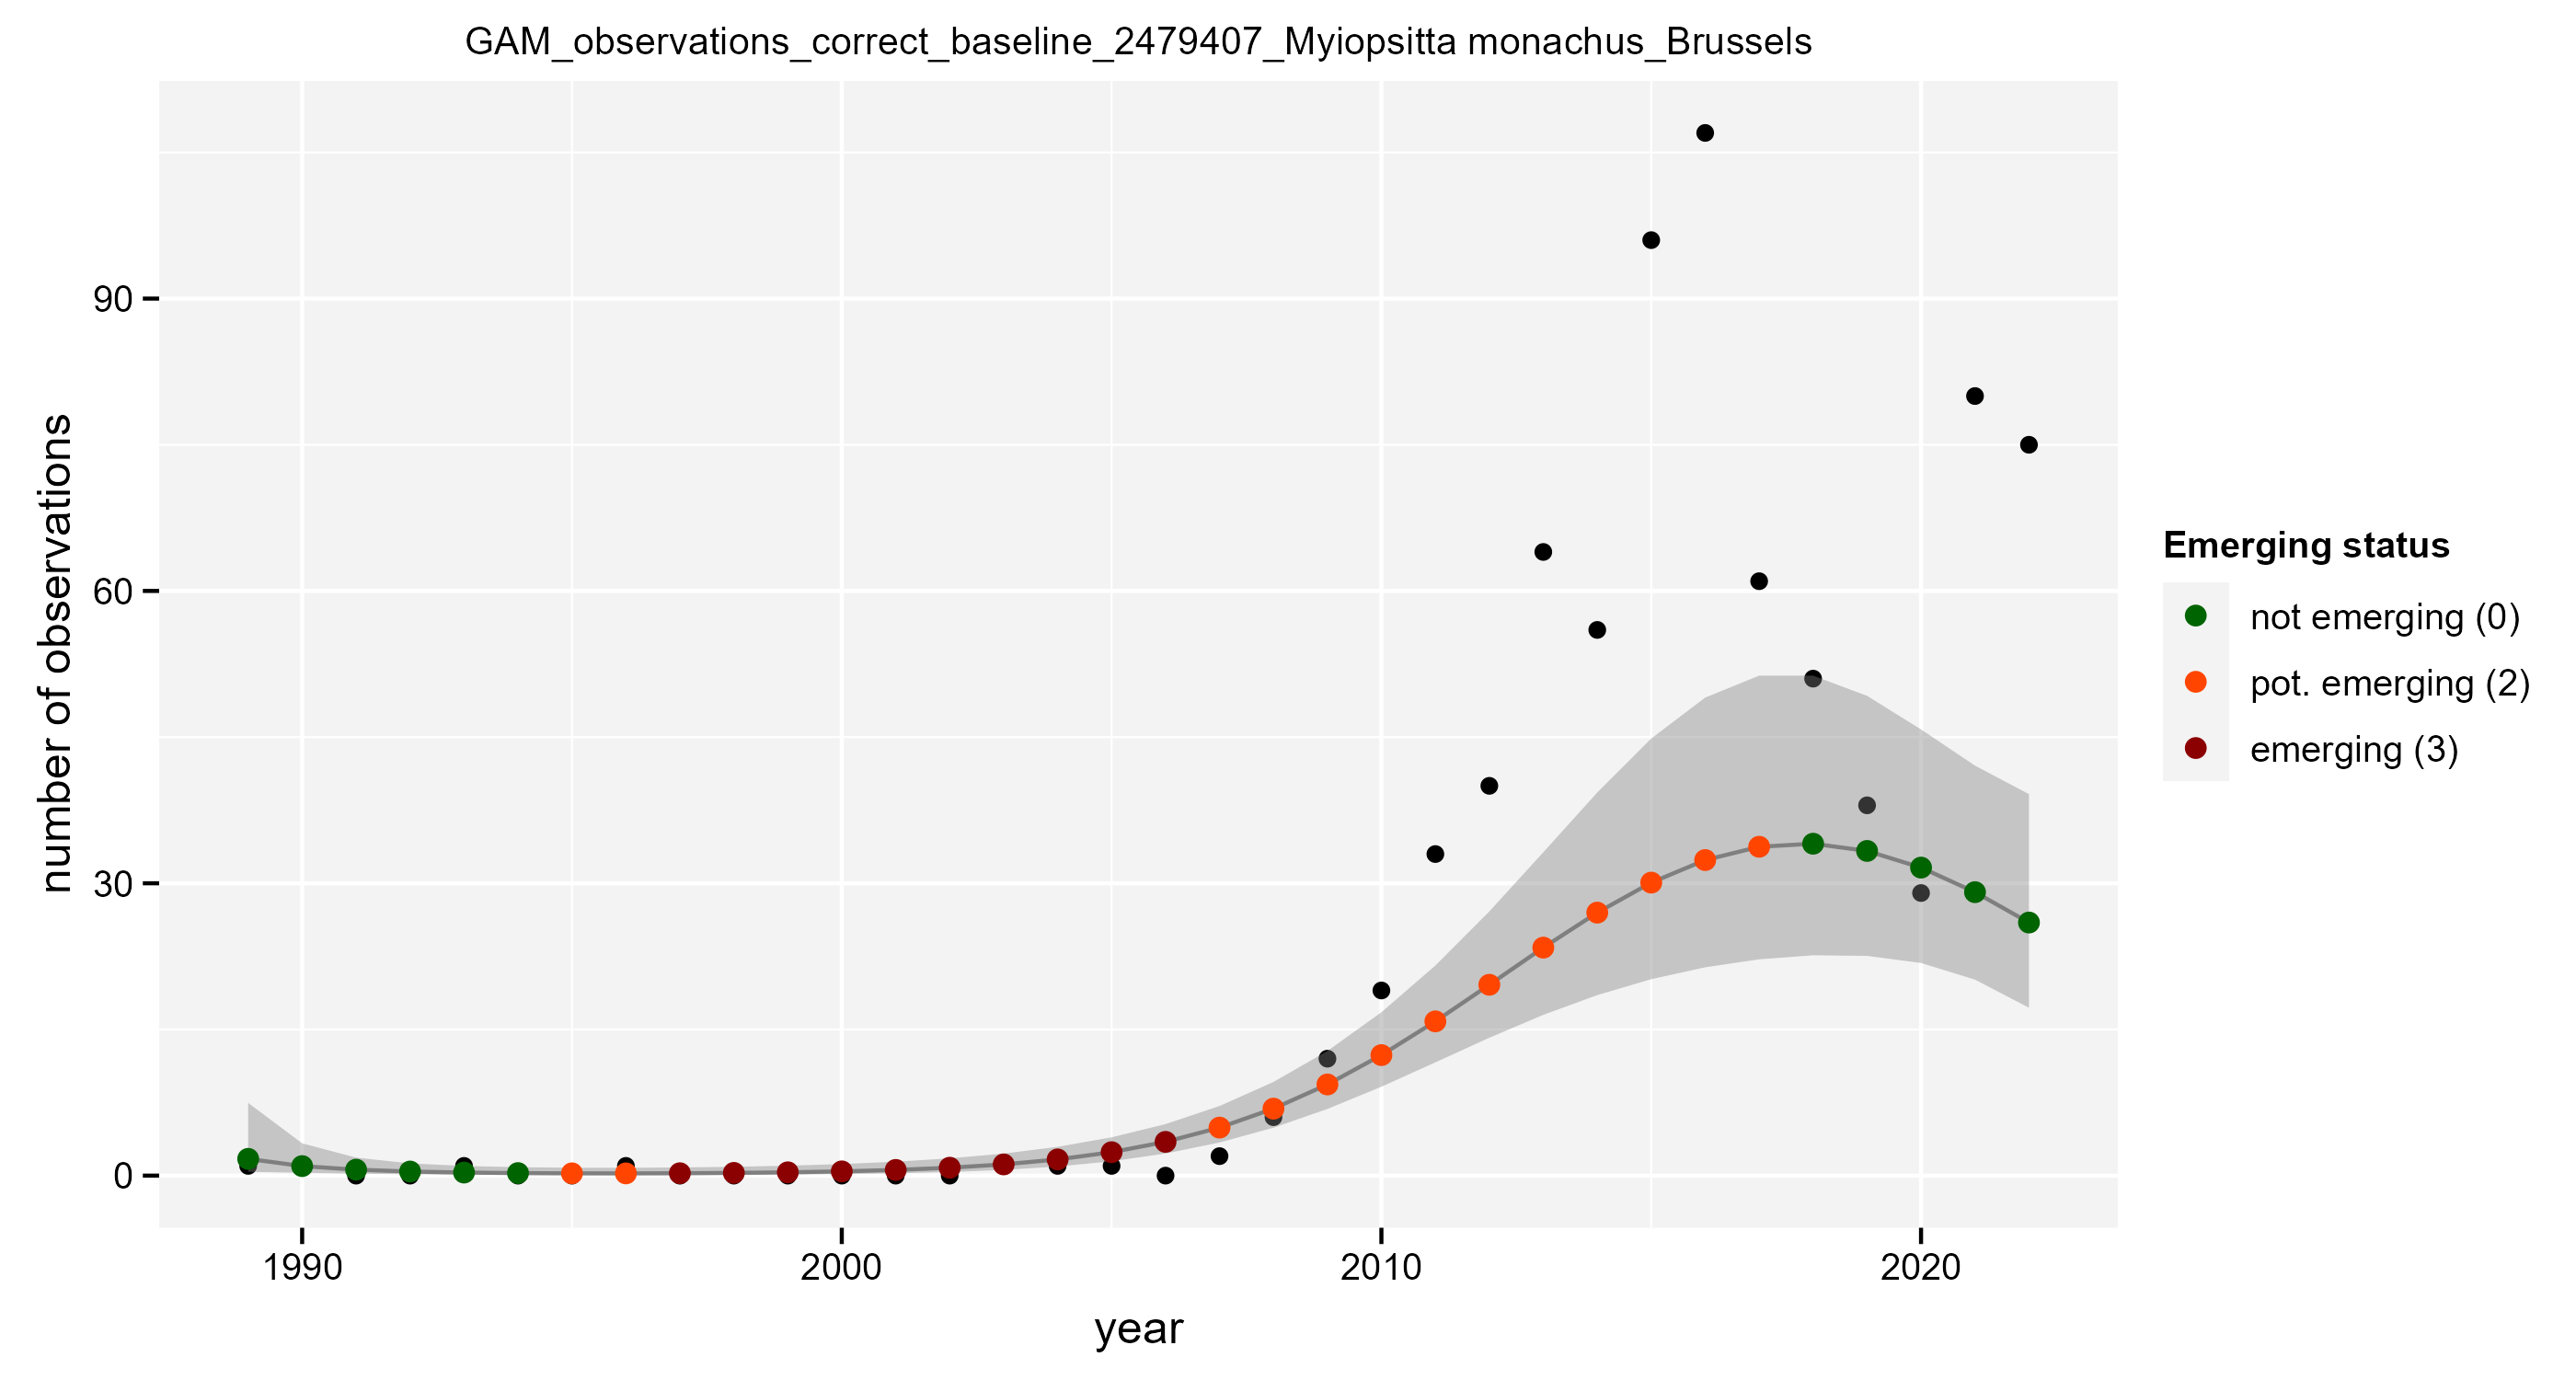 GAM_observations_correct_baseline_2479407_Myiopsitta monachus_Brussels
number of observations
90
60
30
0
1990 2000 2010 2020
year
Emerging status
not emerging (0)
pot. emerging (2)
emerging (3)